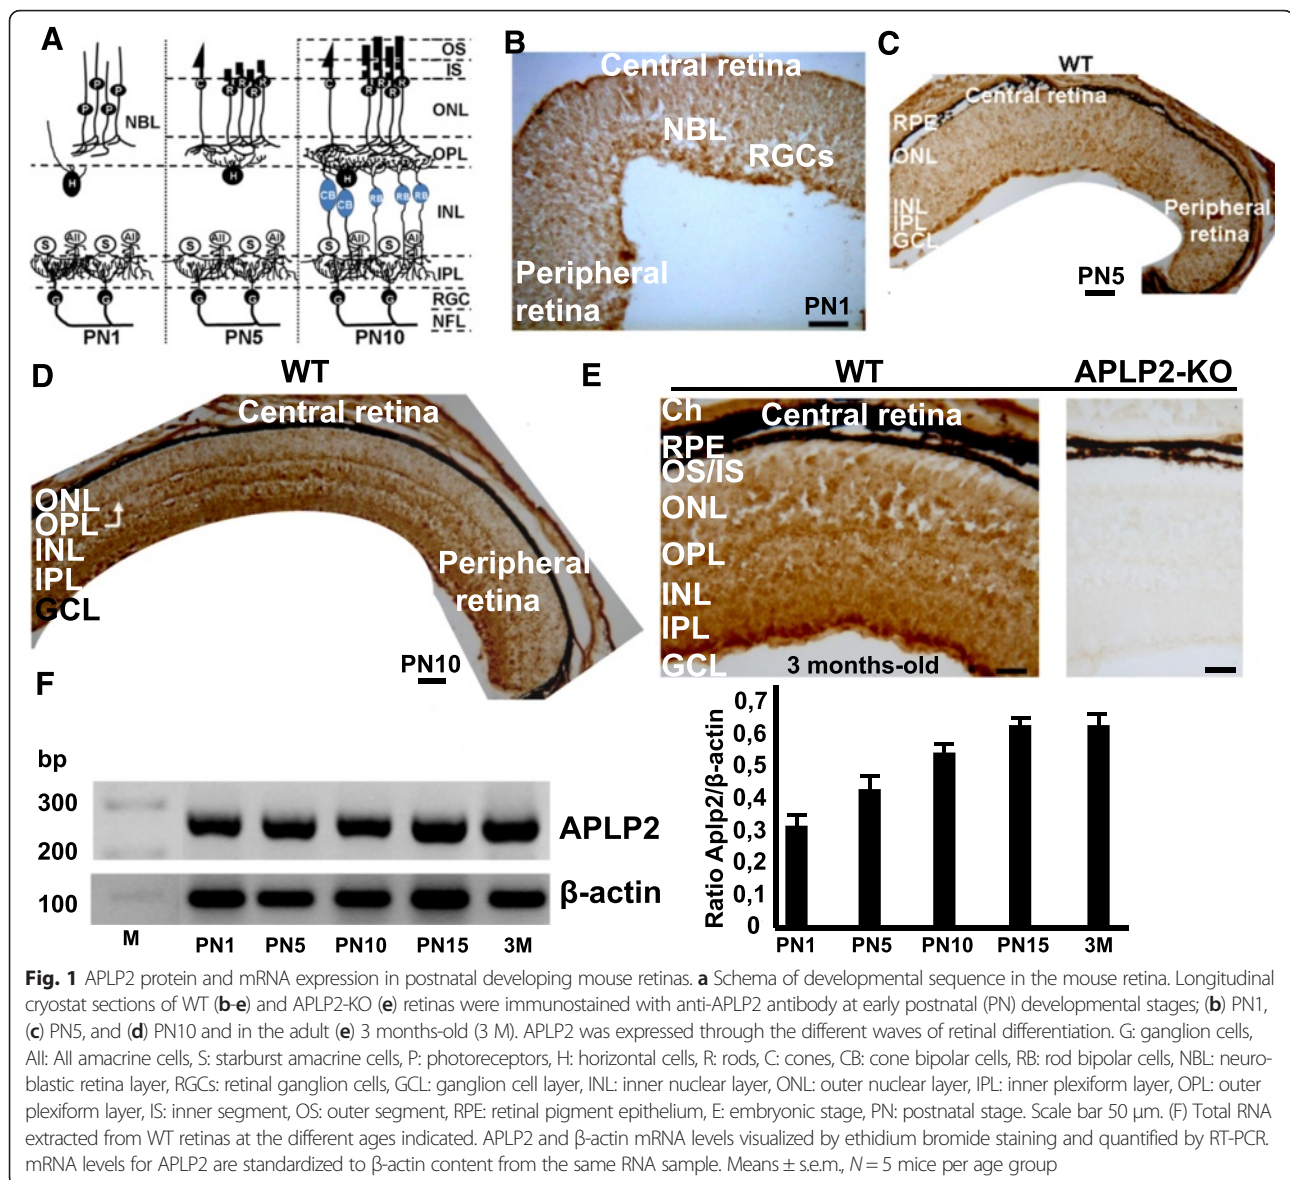 A
NBL
P P P P
H
S AII S AII
G G
PN1
C R R R R
H
S AII S AII
G G
PN5
C R R R R
H
CB CB RB RB RB
S AII S AII
G G
PN10
OS
IS
ONL
OPL
INL
IPL
RGC
NFL
B
Central retina
NBL
RGCs
Peripheral
retina
PN1
C
WT
Central retina
RPE
ONL
INL
IPL
GCL
Peripheral
retina
PN5
D
WT
Central retina
ONL
OPL
INL
IPL
GCL
Peripheral
retina
PN10
E
WT
APLP2-KO
Ch
Central retina
RPE
OS/IS
ONL
OPL
INL
IPL
GCL
3 months-old
F
bp
300
200
100
APLP2
β-actin
M PN1 PN5 PN10 PN15 3M
Ratio Aplp2/β-actin
0,7
0,6
0,5
0,4
0,3
0,2
0,1
0
PN1 PN5 PN10 PN15 3M
Fig. 1 APLP2 protein and mRNA expression in postnatal developing mouse retinas. a Schema of developmental sequence in the mouse retina. Longitudinal
cryostat sections of WT (b-e) and APLP2-KO (e) retinas were immunostained with anti-APLP2 antibody at early postnatal (PN) developmental stages; (b) PN1,
(c) PN5, and (d) PN10 and in the adult (e) 3 months-old (3 M). APLP2 was expressed through the different waves of retinal differentiation. G: ganglion cells,
AII: AII amacrine cells, S: starburst amacrine cells, P: photoreceptors, H: horizontal cells, R: rods, C: cones, CB: cone bipolar cells, RB: rod bipolar cells, NBL: neuro-
blastic retina layer, RGCs: retinal ganglion cells, GCL: ganglion cell layer, INL: inner nuclear layer, ONL: outer nuclear layer, IPL: inner plexiform layer, OPL: outer
plexiform layer, IS: inner segment, OS: outer segment, RPE: retinal pigment epithelium, E: embryonic stage, PN: postnatal stage. Scale bar 50 μm. (F) Total RNA
extracted from WT retinas at the different ages indicated. APLP2 and β-actin mRNA levels visualized by ethidium bromide staining and quantified by RT-PCR.
mRNA levels for APLP2 are standardized to β-actin content from the same RNA sample. Means ± s.e.m., N = 5 mice per age group